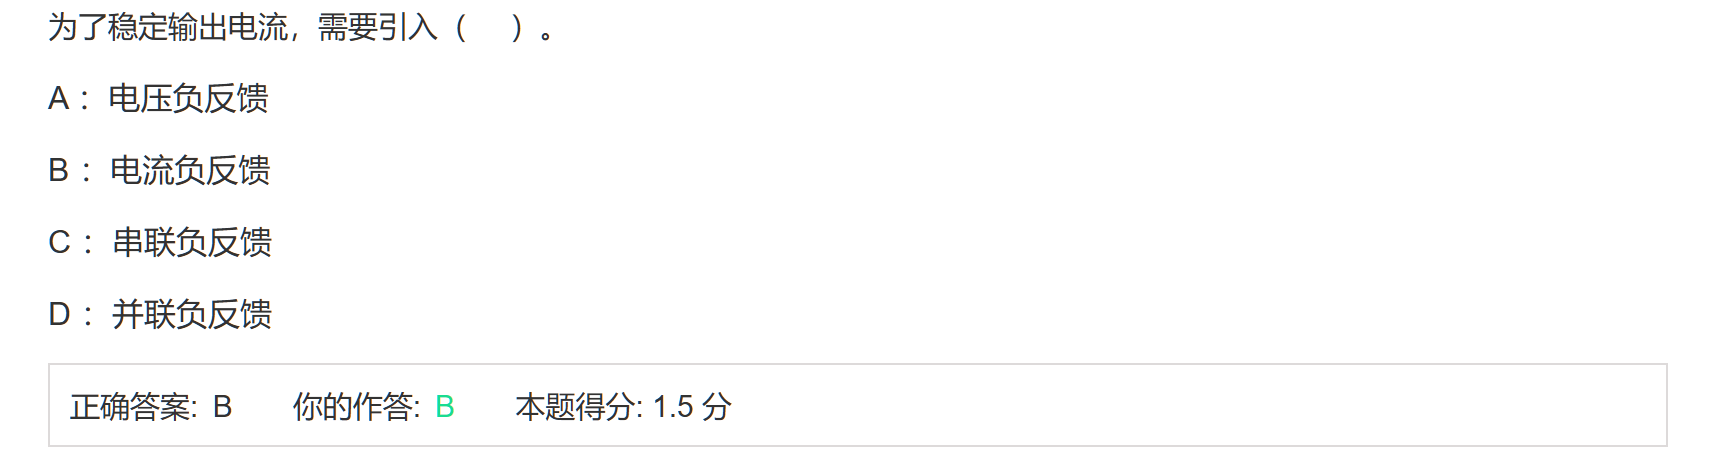 为了稳定输出电流，需要引入（　）。
A：电压负反馈
B：电流负反馈
C：串联负反馈
D：并联负反馈
正确答案: B 你的作答: B 本题得分: 1.5 分